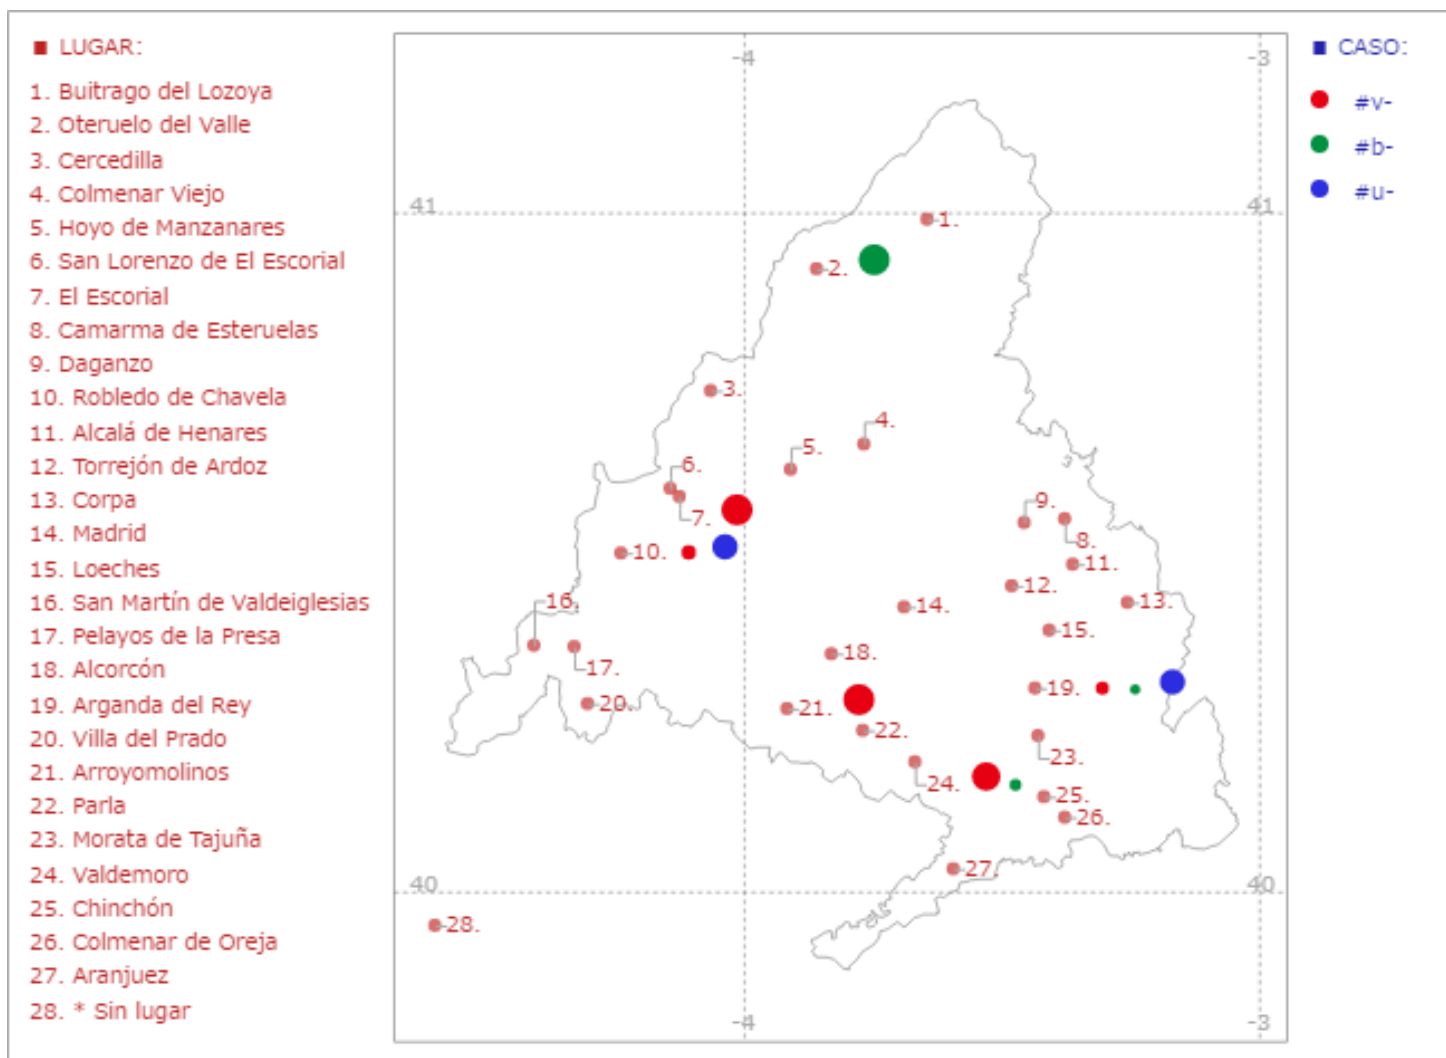 ■ LUGAR:
1. Buitrago del Lozoya
2. Oteruelo del Valle
3. Cercedilla
4. Colmenar Viejo
5. Hoyo de Manzanares
6. San Lorenzo de El Escorial
7. El Escorial
8. Camarma de Esteruelas
9. Daganzo
10. Robledo de Chavela
11. Alcalá de Henares
12. Torrejón de Ardoz
13. Corpa
14. Madrid
15. Loeches
16. San Martín de Valdeiglesias
17. Pelayos de la Presa
18. Alcorcón
19. Arganda del Rey
20. Villa del Prado
21. Arroyomolinos
22. Parla
23. Morata de Tajuña
24. Valdemoro
25. Chinchón
26. Colmenar de Oreja
27. Aranjuez
28. * Sin lugar
-4 -3
41 41
1.
2.
3.
4.
5.
6.
7.
9.
8.
10.
11.
12.
16.
14.
13.
15.
18.
17.
19.
20.
21.
22.
23.
24.
25.
26.
27.
40 40
28.
-4 -3
■ CASO:
#v-
#b-
#u-